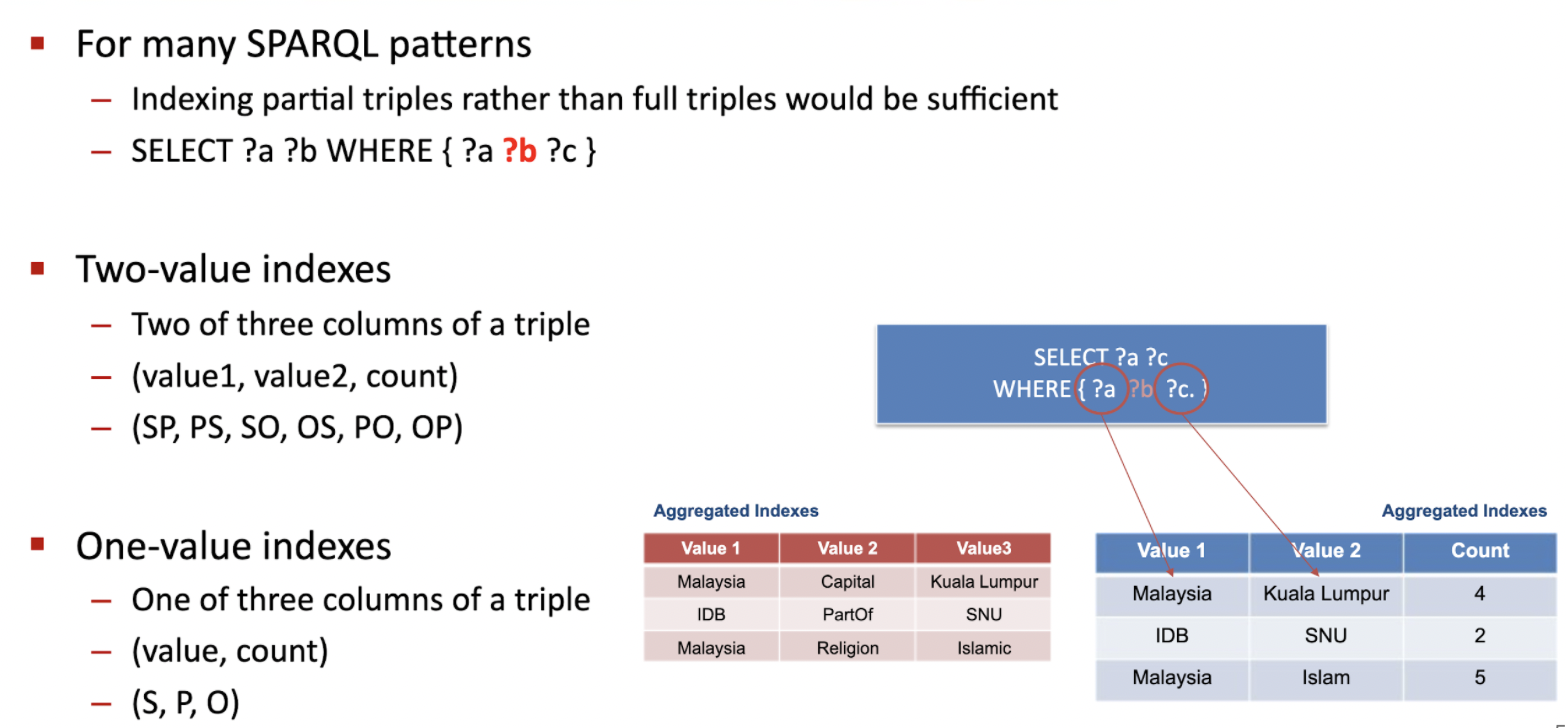 ▪ For many SPARQL patterns
– Indexing partial triples rather than full triples would be sufficient
– SELECT ?a ?b WHERE { ?a ?b ?c }
▪ Two-value indexes
– Two of three columns of a triple
– (value1, value2, count)
– (SP, PS, SO, OS, PO, OP)
▪ One-value indexes
– One of three columns of a triple
– (value, count)
– (S, P, O)
SELECT ?a ?c
WHERE { ?a ?b ?c. }
Aggregated Indexes
Value 1 Value 2 Value3
Malaysia Capital Kuala Lumpur
IDB PartOf SNU
Malaysia Religion Islamic
Aggregated Indexes
Value 1 Value 2 Count
Malaysia Kuala Lumpur 4
IDB SNU 2
Malaysia Islam 5